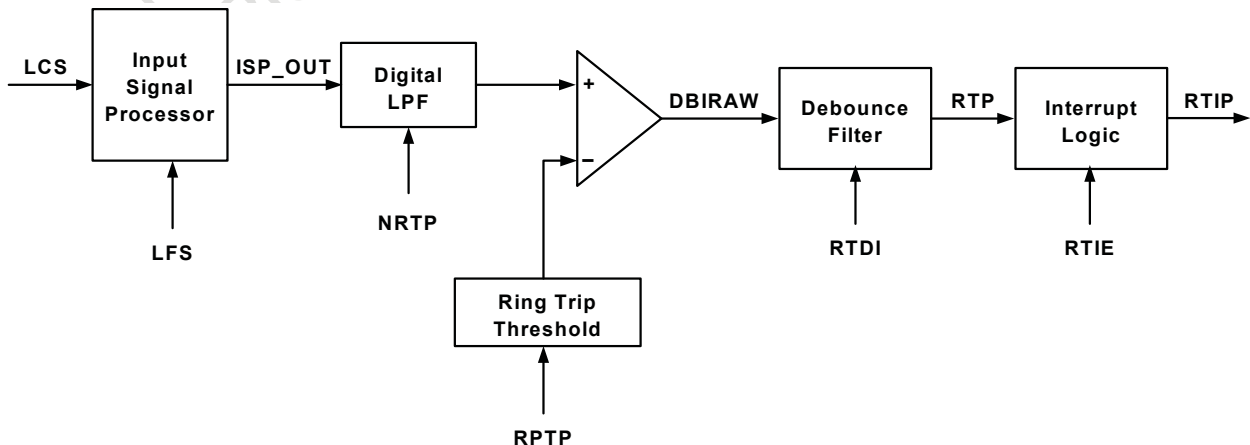 LCS
Input
Signal
Processor
ISP_OUT
Digital
LPF
+
−
DBIRAW
Debounce
Filter
RTP
Interrupt
Logic
RTIP
LFS
NRTP
RTDI
RTIE
Ring Trip
Threshold
RPTP